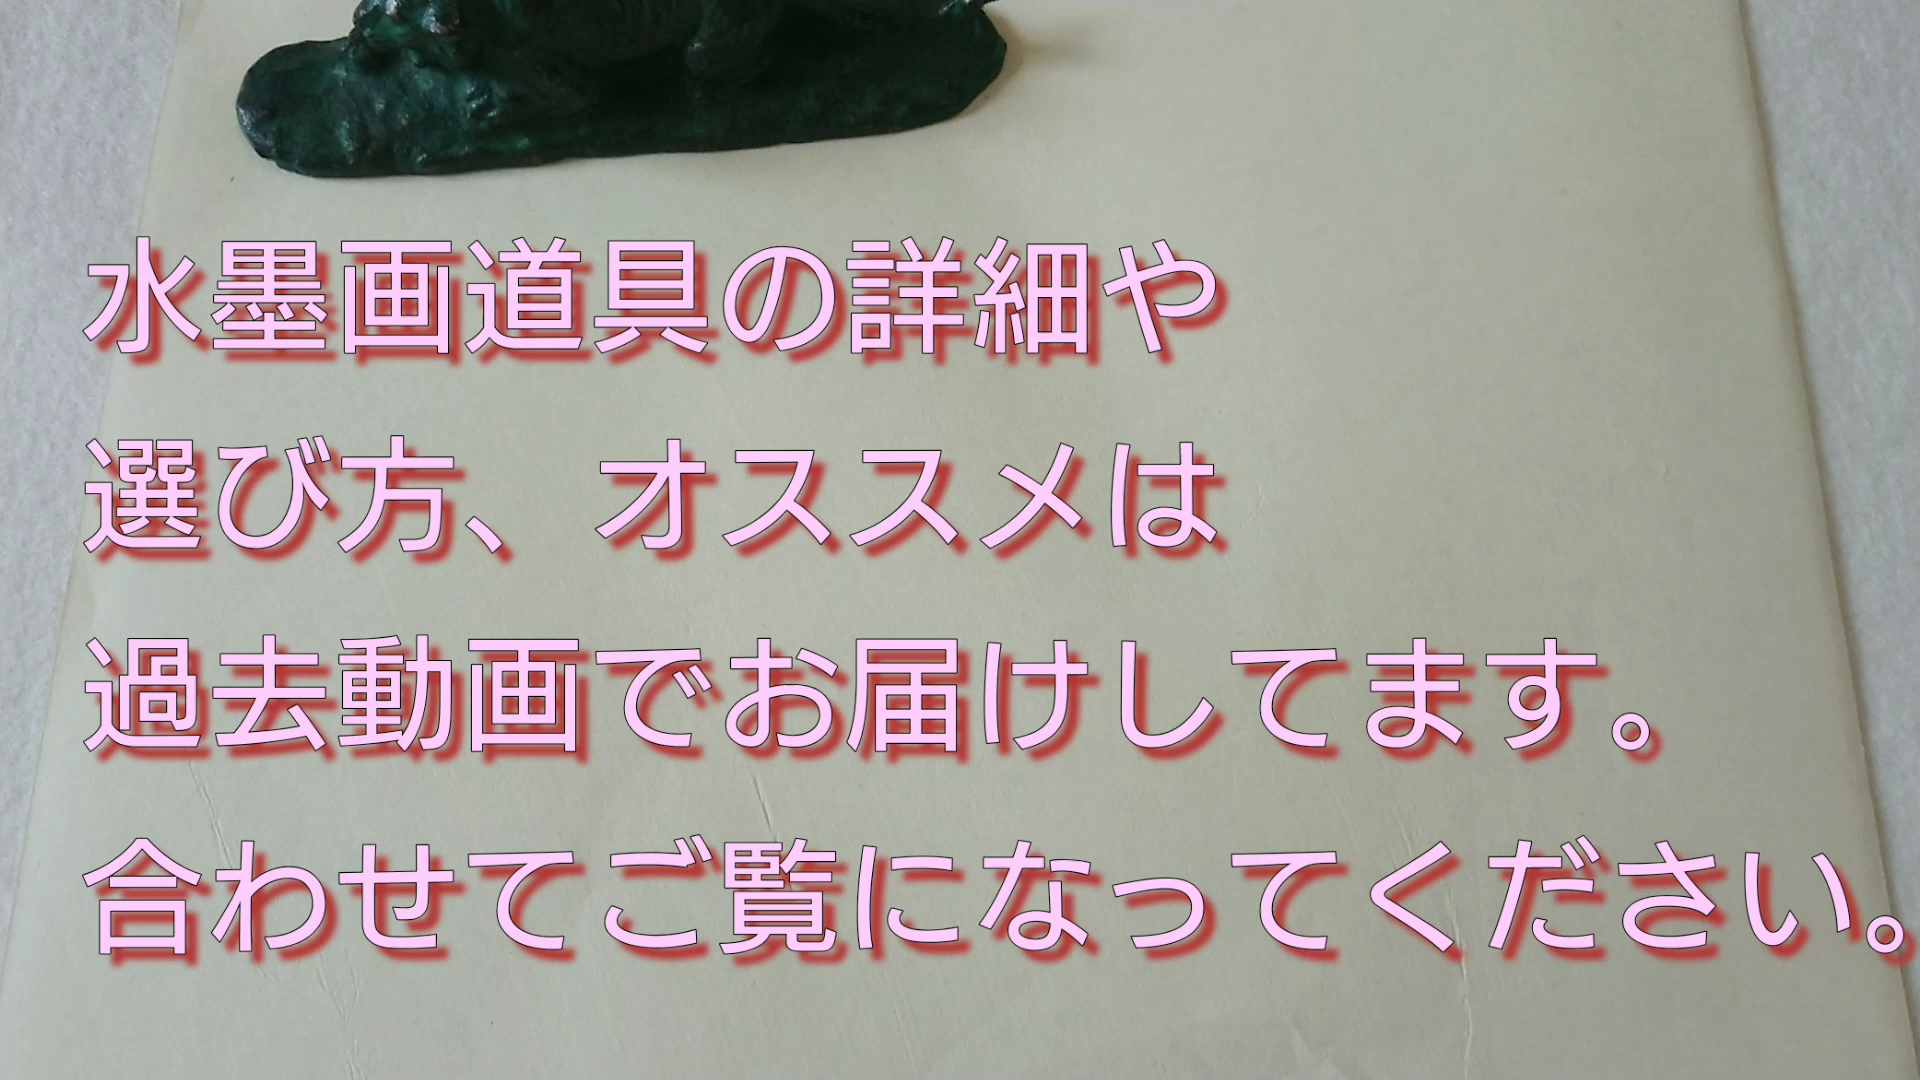 水墨画道具の詳細や
選び方、オススメは
過去動画でお届けしてます。
合わせてご覧になってください。